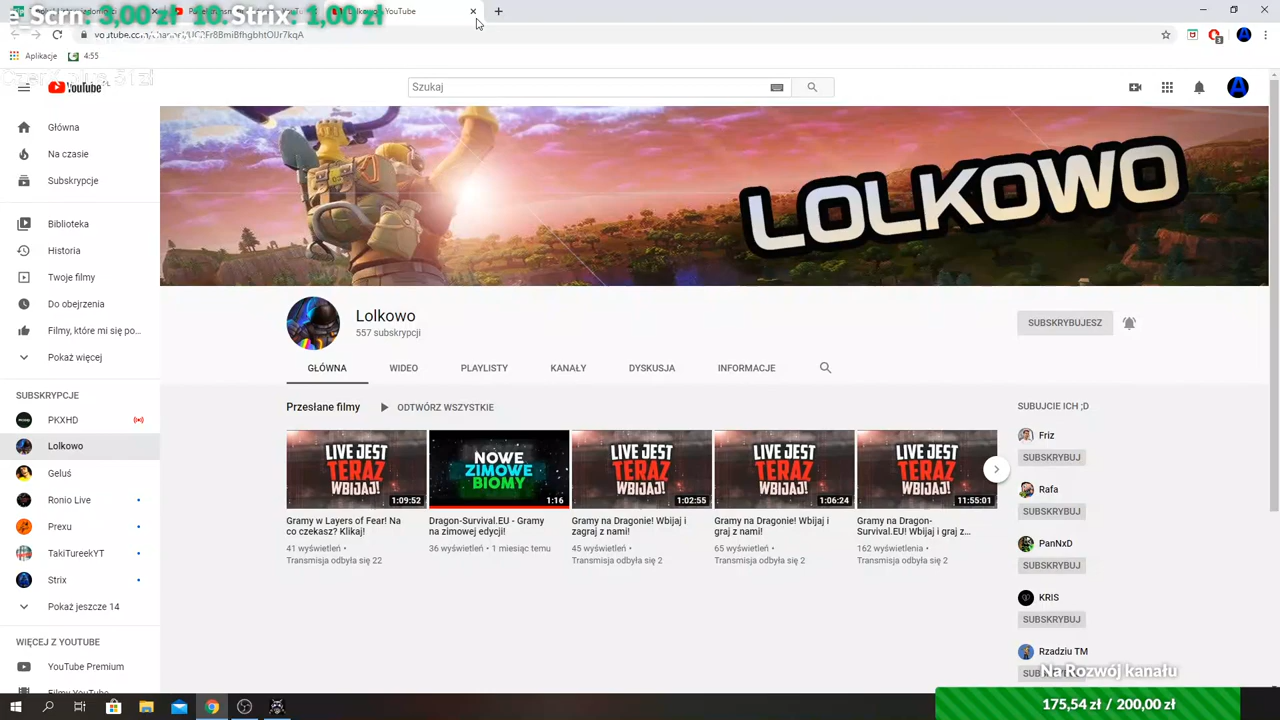 e_Scrn: 3,00 zł 10. Strix: 1,00 zł
YouTube
Aplikacje
4:55
YouTube PL
Szukaj
Główna
Na czasie
Subskrypcje
Biblioteka
Historia
Twoje filmy
Do obejrzenia
Filmy, które mi się po...
Pokaż więcej
SUBSKRYPCJE
PKXHD
Lolkowo
Geluś
Ronio Live
Prexu
TakiTureekYT
Strix
Pokaż jeszcze 14
WIĘCEJ Z YOUTUBE
YouTube Premium
Filmy YouTube
LOLKOWO
Lolkowo
557 subskrypcji
SUBSKRYBUJESZ
GŁÓWNA
WIDEO
PLAYLISTY
KANAŁY
DYSKUSJA
INFORMACJE
Przesłane filmy
ODTWÓRZ WSZYSTKIE
LIVE JEST
TERAZ
WBIJAJ!
1:09:52
Gramy w Layers of Fear! Na
co czekasz? Klikaj!
41 wyświetleń •
Transmisja odbyła się 22
NOWE
ZIMOWE
BIOMY
1:16
Dragon-Survival.EU - Gramy
na zimowej edycji!
36 wyświetleń • 1 miesiąc temu
LIVE JEST
TERAZ
WBIJAJ!
1:02:55
Gramy na Dragonie! Wbijaj i
zagraj z nami!
45 wyświetleń •
Transmisja odbyła się 2
LIVE JEST
TERAZ
WBIJAJ!
1:06:24
Gramy na Dragonie! Wbijaj i
graj z nami!
65 wyświetleń •
Transmisja odbyła się 2
LIVE JEST
TERAZ
WBIJAJ!
11:55:01
Gramy na Dragon-
Survival.EU! Wbijaj i graj z...
162 wyświetlenia •
Transmisja odbyła się 2
SUBUJCIE ICH ;D
Friz
SUBSKRYBUJ
Rafa
SUBSKRYBUJ
PanNxD
SUBSKRYBUJ
KRIS
SUBSKRYBUJ
Rzadziu TM
Na Rozwój kanału
175,54 zł / 200,00 zł